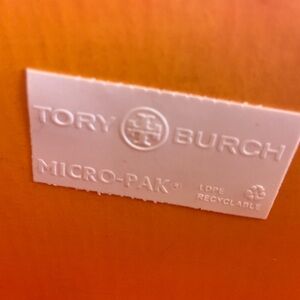 TORY BURCH
MICRO-PAK®
LDPE
RECYCLABLE